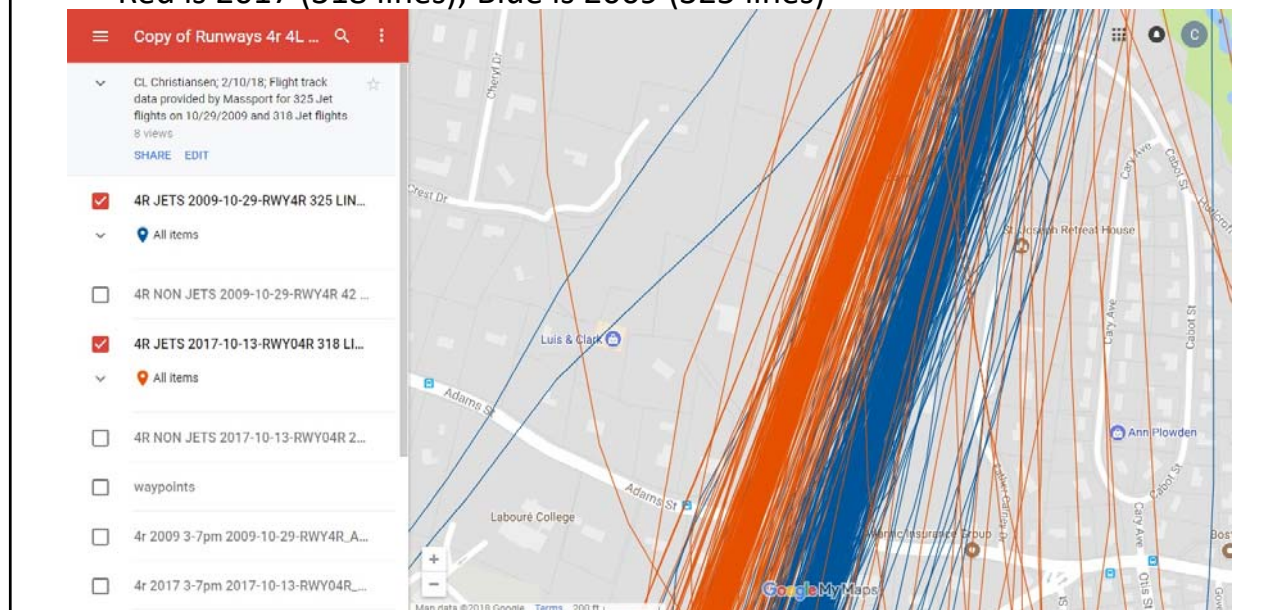 Red is 2017 (318 lines); Blue is 2009 (325 lines)
Copy of Runways 4r 4L ...
CL Christiansen; 2/10/18; Flight track
data provided by Massport for 325 Jet
flights on 10/29/2009 and 318 Jet flights
8 views
SHARE EDIT
4R JETS 2009-10-29-RWY4R 325 LIN...
All items
4R NON JETS 2009-10-29-RWY4R 42 ...
4R JETS 2017-10-13-RWY04R 318 LI...
All items
4R NON JETS 2017-10-13-RWY04R 2...
waypoints
4r 2009 3-7pm 2009-10-29-RWY4R_A...
4r 2017 3-7pm 2017-10-13-RWY04R_...
C
Cheryl Dr
Crest Dr
Cary Ave
Cabot St
St. Joseph Retreat House
Luis & Clark
Cary Ave
Cabot St
Adams St
Ann Plowden
Adams St
Cabot St
Labouré College
Insurance Group
Cary Ave
Otis S
Google My Maps
Map data ©2018 Google Terms 200 ft